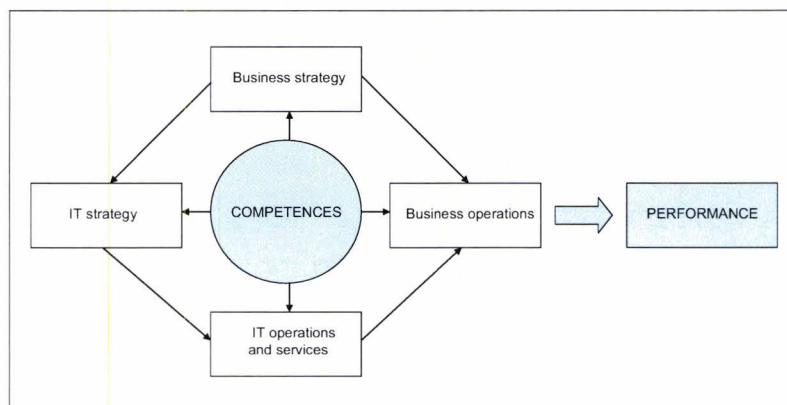 Business strategy
IT strategy
COMPETENCES
Business operations
PERFORMANCE
IT operations
and services